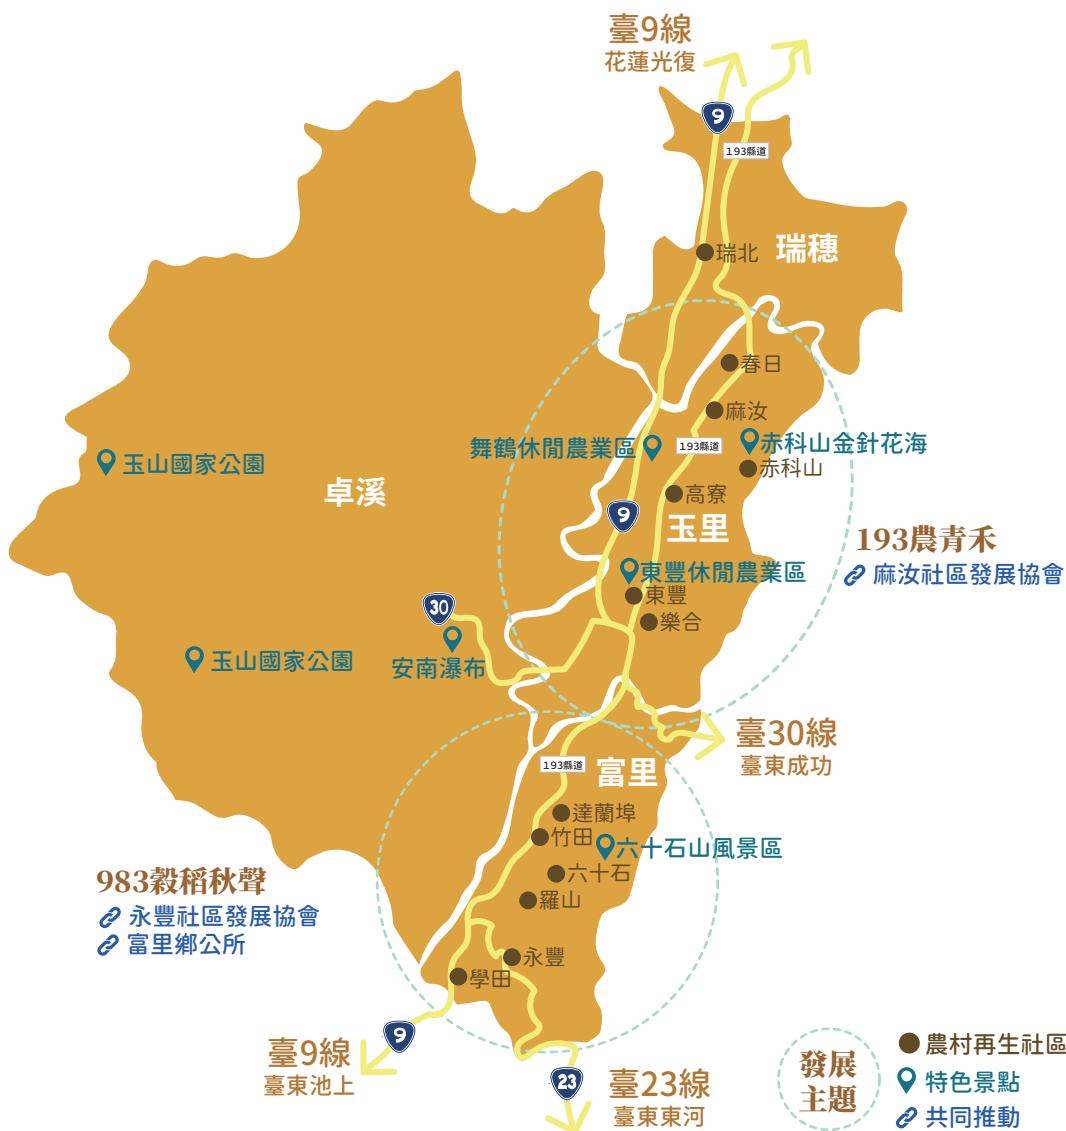 臺9線
花蓮光復
9
193縣道
瑞北
瑞穗
春日
麻汝
舞鶴休閒農業區
193縣道
赤科山金針花海
赤科山
玉山國家公園
卓溪
高寮
9
玉里
193農青禾
麻汝社區發展協會
東豐休閒農業區
東豐
30
樂合
玉山國家公園
安南瀑布
臺30線
臺東成功
193縣道
富里
達蘭埠
竹田
六十石山風景區
六十石
983穀稻秋聲
羅山
永豐社區發展協會
富里鄉公所
永豐
學田
9
臺9線
臺東池上
23
臺23線
臺東東河
發展
主題
農村再生社區
特色景點
共同推動